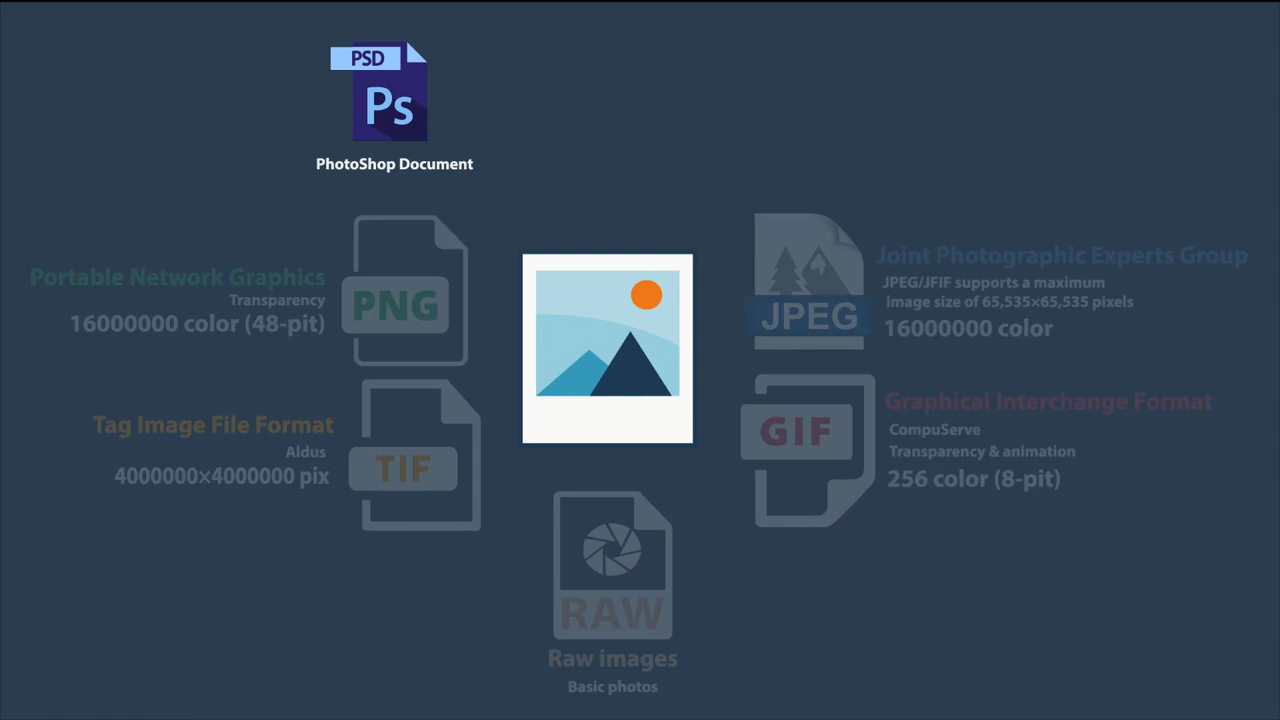 PSD
Ps
PhotoShop Document
Portable Network Graphics
Transparency
16000000 color (48-pit)
PNG
Joint Photographic Experts Group
JPEG/JFIF supports a maximum
image size of 65,535×65,535 pixels
16000000 color
JPEG
Tag Image File Format
Aldus
4000000×4000000 pix
TIF
Graphical Interchange Format
CompuServe
Transparency & animation
256 color (8-pit)
GIF
RAW
Raw images
Basic photos